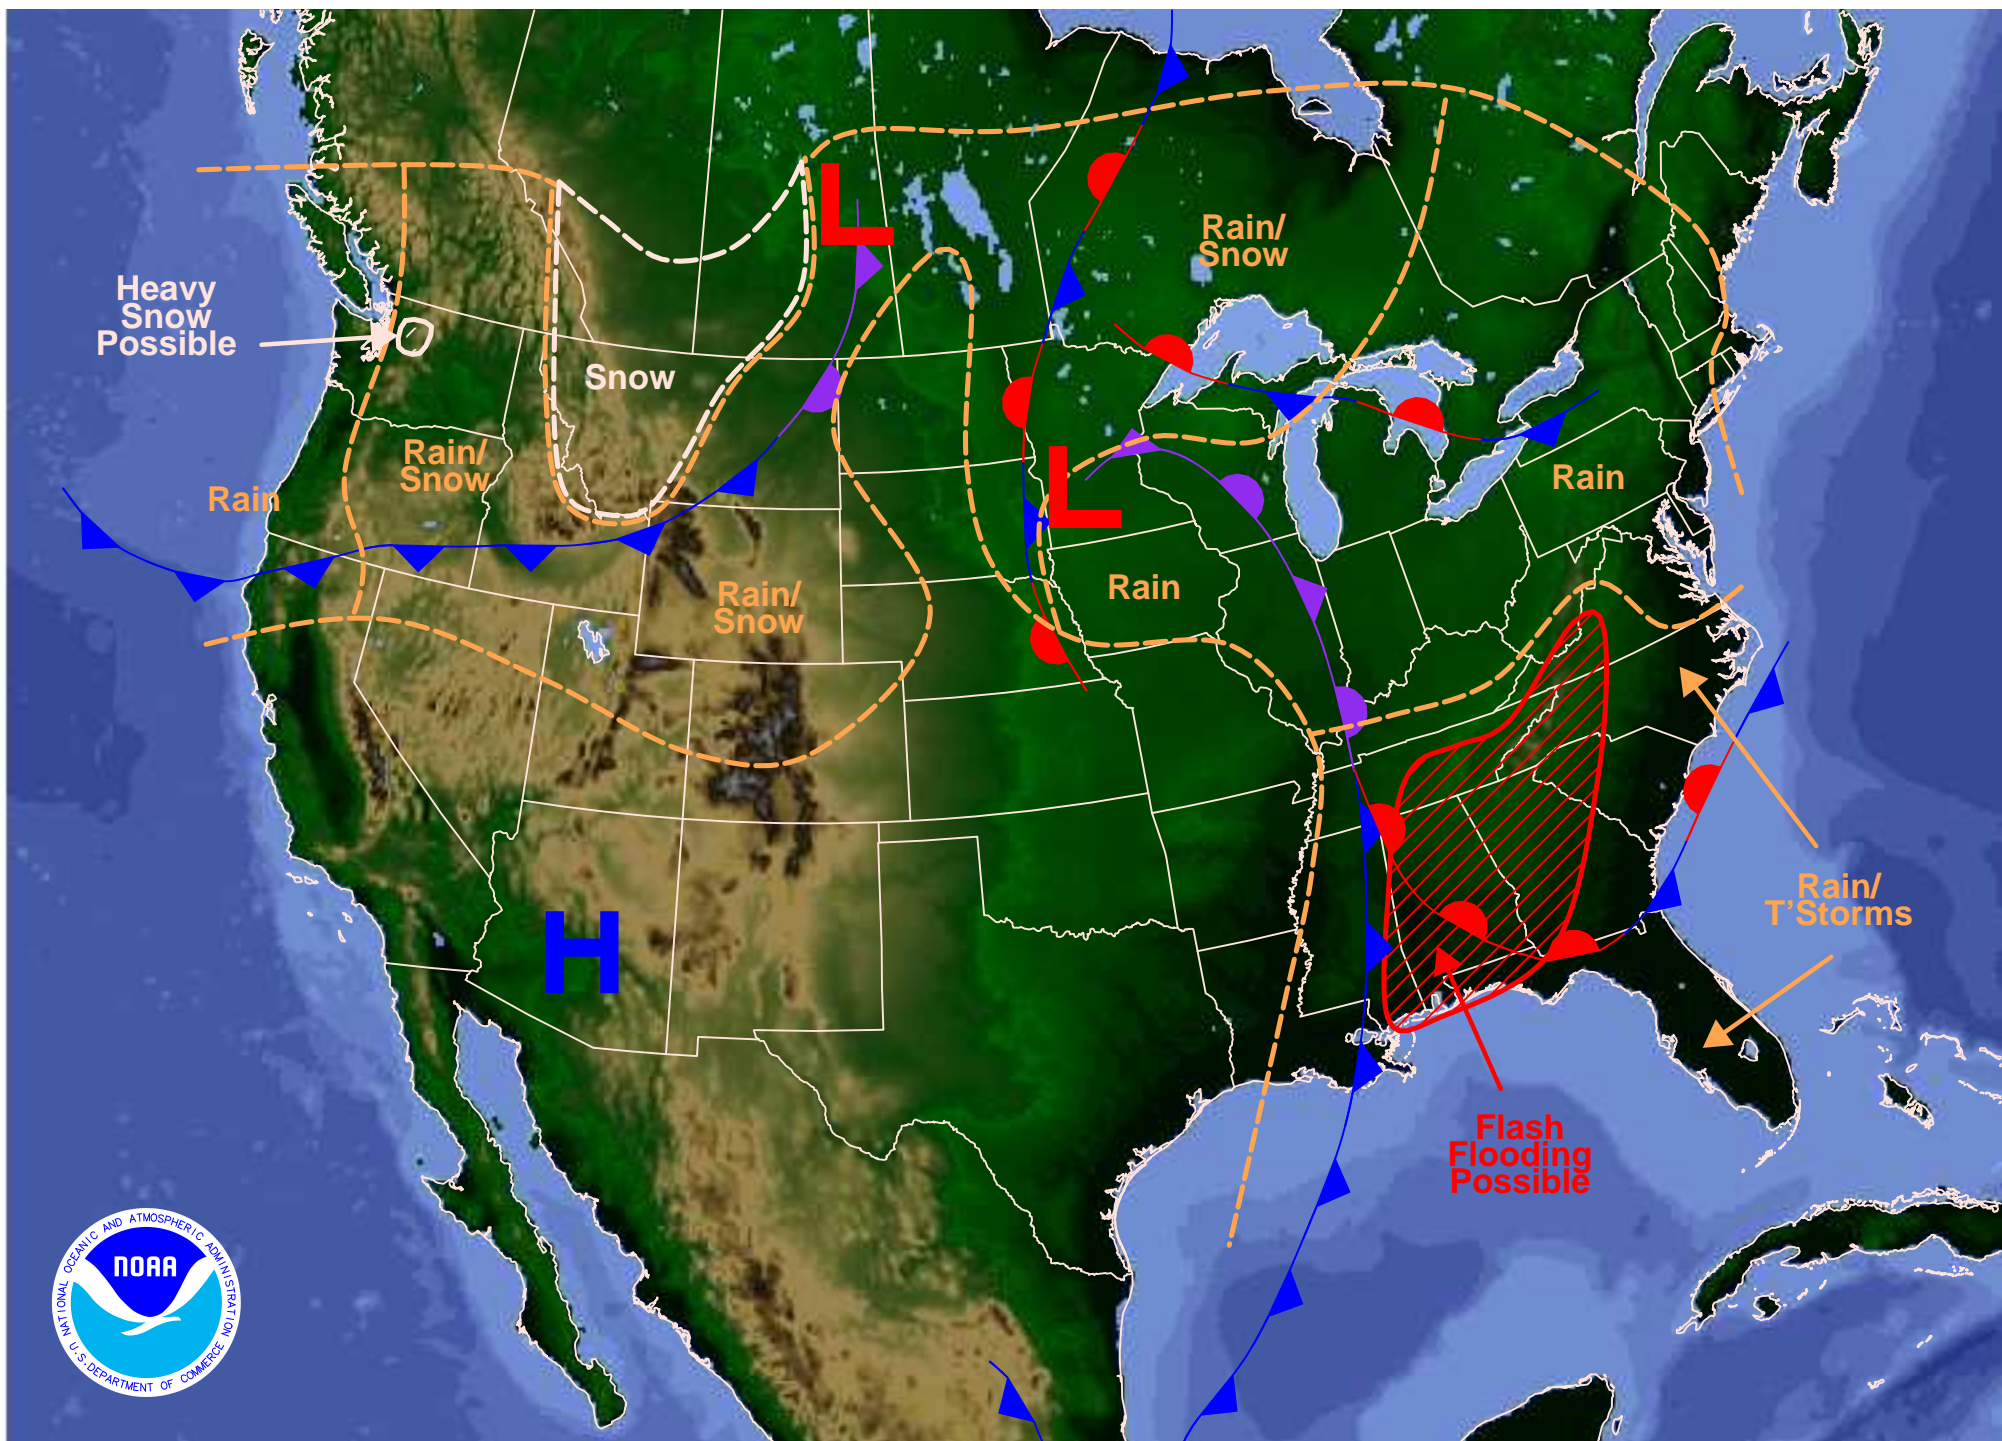 Rain/
Snow
Heavy
Snow
Possible
L
Snow
Rain/
Snow
Rain
L
Rain
Rain
Rain/
Snow
Rain/
T'Storms
H
Flash
Flooding
Possible
NATIONAL OCEANIC AND ATMOSPHERIC ADMINISTRATION
NOAA
U.S. DEPARTMENT OF COMMERCE